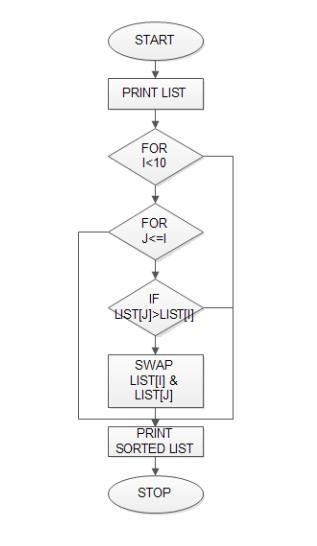 START
PRINT LIST
FOR
I<10
FOR
J<=I
IF
LIST[J]>LIST[I]
SWAP
LIST[I] &
LIST[J]
PRINT
SORTED LIST
STOP